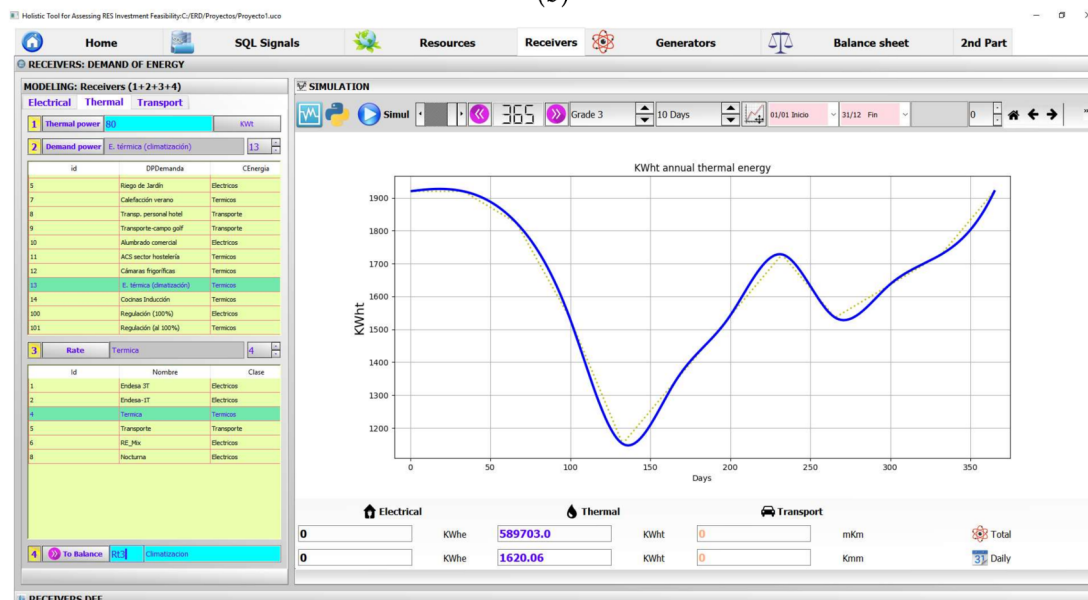 Holistic Tool for Assessing RES Investment Feasibility:C:/ERD/Proyectos/Proyecto1.uco
Home SQL Signals Resources Receivers Generators Balance sheet 2nd Part
RECEIVERS: DEMAND OF ENERGY
MODELING: Receivers (1+2+3+4)
Electrical Thermal Transport
1 Thermal power 80 KWt
2 Demand power E. térmica (climatización) 13
id DPDemanda CEnergia
5 Riego de Jardín Electricos
7 Calefacción verano Termicos
8 Transp. personal hotel Transporte
9 Transporte-campo golf Transporte
10 Alumbrado comercial Electricos
11 ACS sector hostelería Termicos
12 Cámaras frigoríficas Termicos
13 E. térmica (climatización) Termicos
14 Cocinas Inducción Termicos
100 Regulación (100%) Electricos
101 Regulación (al 100%) Termicos
3 Rate Termica 4
Id Nombre Clase
1 Endesa 3T Electricos
2 Endesa-1T Electricos
4 Termica Termicos
5 Transporte Transporte
6 RE_Mix Electricos
8 Nocturna Electricos
4 To Balance Rt3 Climatizacion
SIMULATION
Simul 365 Grade 3 10 Days 01/01 Inicio 31/12 Fin 0
KWht annual thermal energy
KWht
1900
1800
1700
1600
1500
1400
1300
1200
0 50 100 150 200 250 300 350
Days
Electrical Thermal Transport
0 KWhe 589703.0 KWht 0 mKm Total
0 KWhe 1620.06 KWht 0 Kmm 31 Daily